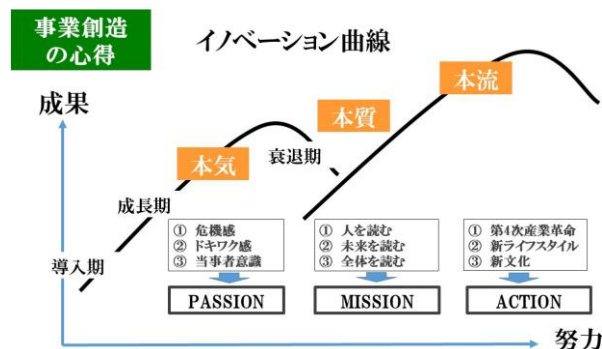 事業創造
の心得
イノベーション曲線
成果
本流
本質
本気
衰退期
成長期
導入期
① 危機感
② ドキワク感
③ 当事者意識
① 人を読む
② 未来を読む
③ 全体を読む
① 第4次産業革命
② 新ライフスタイル
③ 新文化
PASSION
MISSION
ACTION
努力